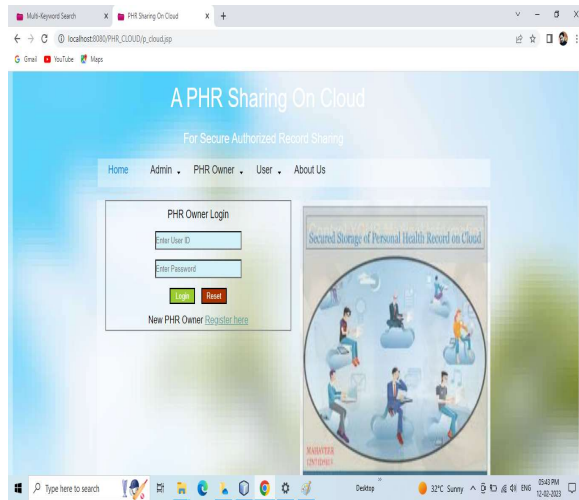 Multi-Keyword Search
PHR Sharing On Cloud
localhost:8080/PHR_CLOUD/p_cloud.jsp
Gmail YouTube Maps
A PHR Sharing On Cloud
For Secure Authorized Record Sharing
Home Admin PHR Owner User About Us
PHR Owner Login
Enter User ID
Enter Password
Login Reset
New PHR Owner Register here
Secured Storage of Personal Health Record on Cloud
MAHAVEER
Type here to search
Desktop
32°C Sunny
ENG
05:43 PM
12-02-2023